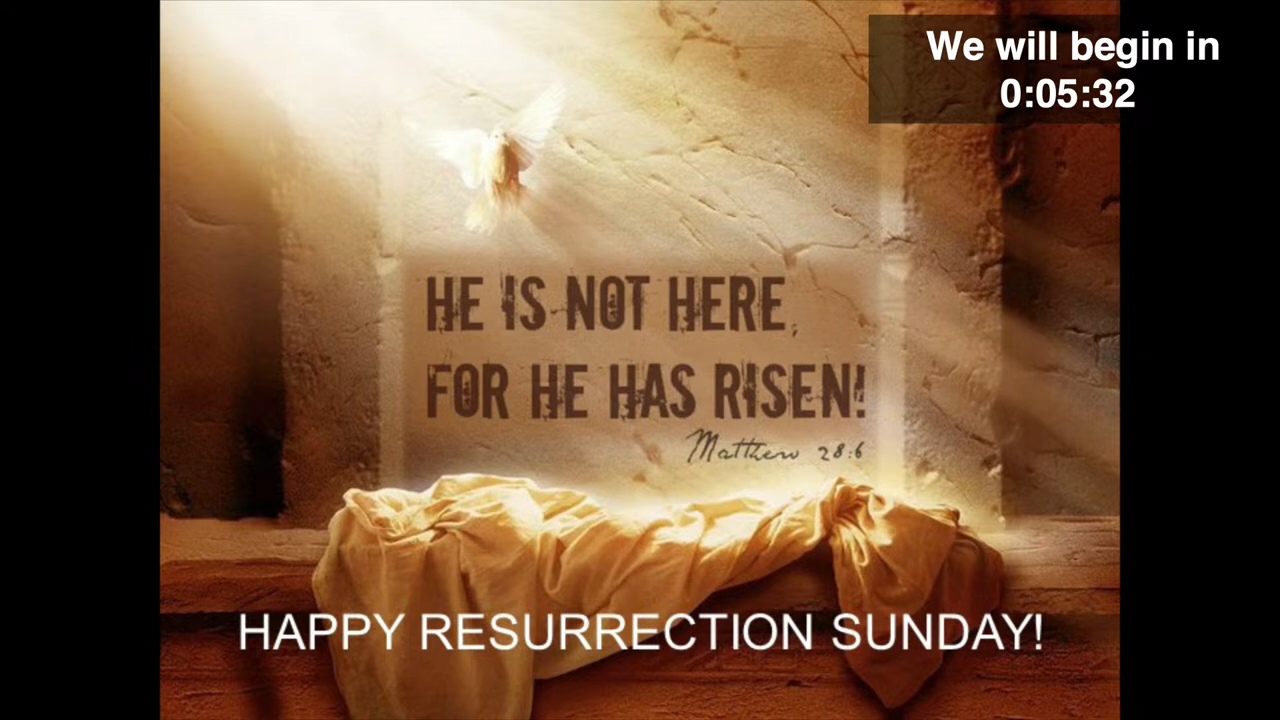 We will begin in
0:05:32
HE IS NOT HERE,
FOR HE HAS RISEN!
Matthew 28:6
HAPPY RESURRECTION SUNDAY!